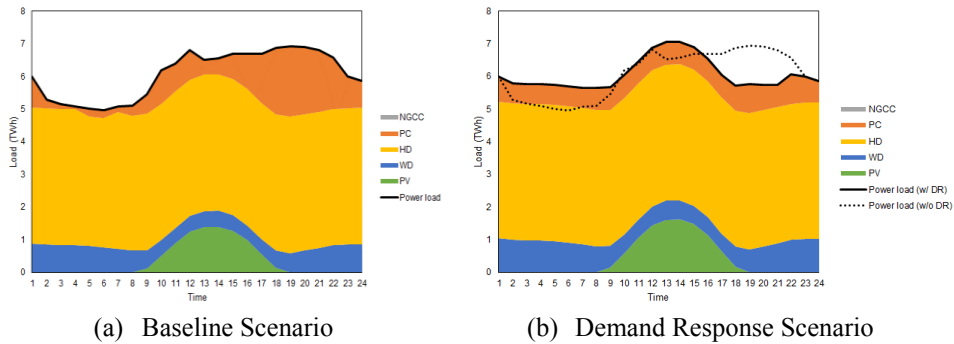 8
7
6
5
4
3
2
1
0
Load (TWh)
1 2 3 4 5 6 7 8 9 10 11 12 13 14 15 16 17 18 19 20 21 22 23 24
Time
NGCC
PC
HD
WD
PV
Power load
(a) Baseline Scenario
8
7
6
5
4
3
2
1
0
Load (TWh)
1 2 3 4 5 6 7 8 9 10 11 12 13 14 15 16 17 18 19 20 21 22 23 24
Time
NGCC
PC
HD
WD
PV
Power load (w/ DR)
Power load (w/o DR)
(b) Demand Response Scenario